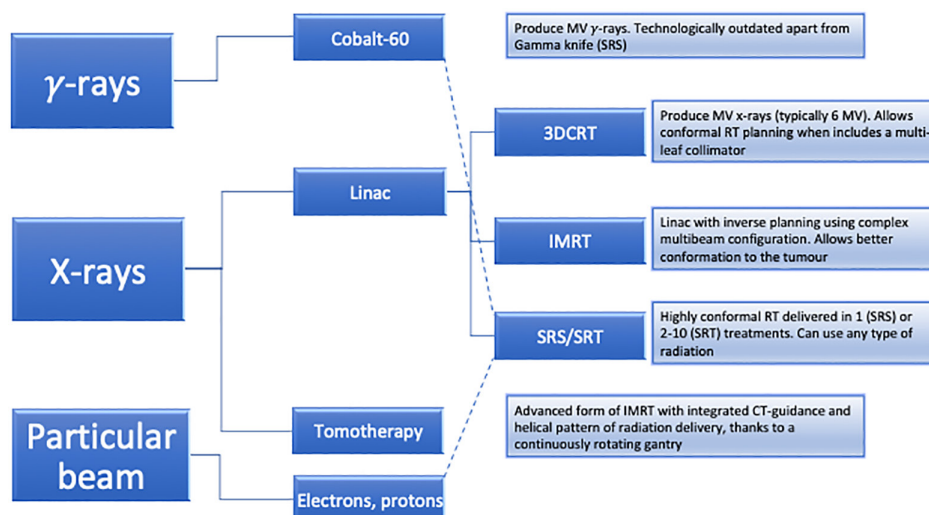 γ-rays
Cobalt-60
Produce MV γ-rays. Technologically outdated apart from
Gamma knife (SRS)
3DCRT
Produce MV x-rays (typically 6 MV). Allows
conformal RT planning when includes a multi-
leaf collimator
X-rays
Linac
IMRT
Linac with inverse planning using complex
multibeam configuration. Allows better
conformation to the tumour
SRS/SRT
Highly conformal RT delivered in 1 (SRS) or
2-10 (SRT) treatments. Can use any type of
radiation
Particular
beam
Tomotherapy
Advanced form of IMRT with integrated CT-guidance and
helical pattern of radiation delivery, thanks to a
continuously rotating gantry
Electrons, protons